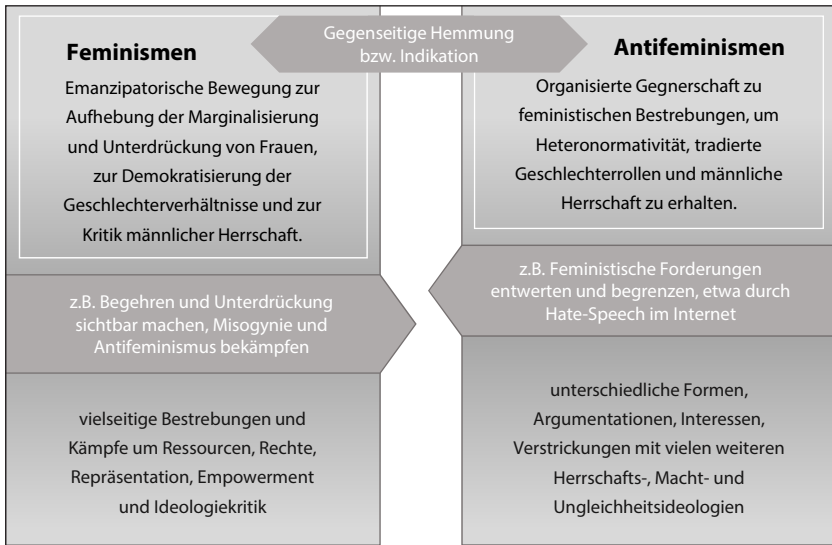 Gegenseitige Hemmung
bzw. Indikation
Feminismen
Emanzipatorische Bewegung zur
Aufhebung der Marginalisierung
und Unterdrückung von Frauen,
zur Demokratisierung der
Geschlechterverhältnisse und zur
Kritik männlicher Herrschaft.
z.B. Begehren und Unterdrückung
sichtbar machen, Misogynie und
Antifeminismus bekämpfen
vielseitige Bestrebungen und
Kämpfe um Ressourcen, Rechte,
Repräsentation, Empowerment
und Ideologiekritik
Antifeminismen
Organisierte Gegnerschaft zu
feministischen Bestrebungen, um
Heteronormativität, tradierte
Geschlechterrollen und männliche
Herrschaft zu erhalten.
z.B. Feministische Forderungen
entwerten und begrenzen, etwa durch
Hate-Speech im Internet
unterschiedliche Formen,
Argumentationen, Interessen,
Verstrickungen mit vielen weiteren
Herrschafts-, Macht- und
Ungleichheitsideologien